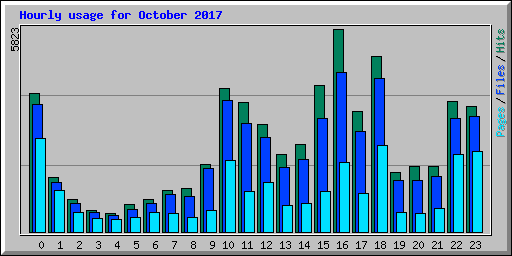 Hourly usage for October 2017
5823
Pages / Files / Hits
0 1 2 3 4 5 6 7 8 9 10 11 12 13 14 15 16 17 18 19 20 21 22 23